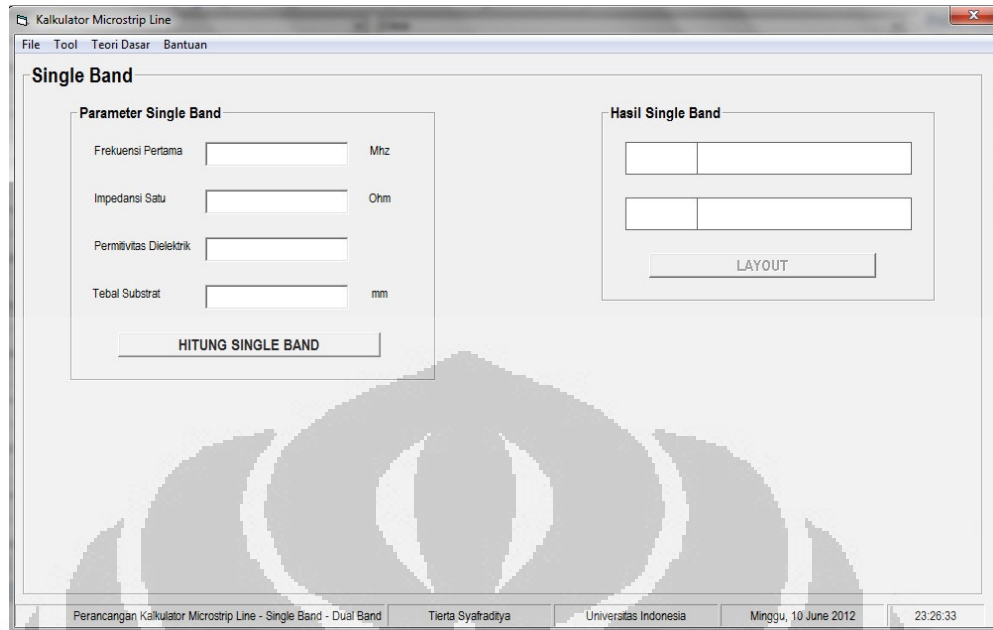 Kalkulator Microstrip Line
File Tool Teori Dasar Bantuan
Single Band
Parameter Single Band
Frekuensi Pertama Mhz
Impedansi Satu Ohm
Permitivitas Dielektrik
Tebal Substrat mm
HITUNG SINGLE BAND
Hasil Single Band
LAYOUT
Perancangan Kalkulator Microstrip Line - Single Band - Dual Band Tierta Syafraditya Universitas Indonesia Minggu, 10 June 2012 23:26:33